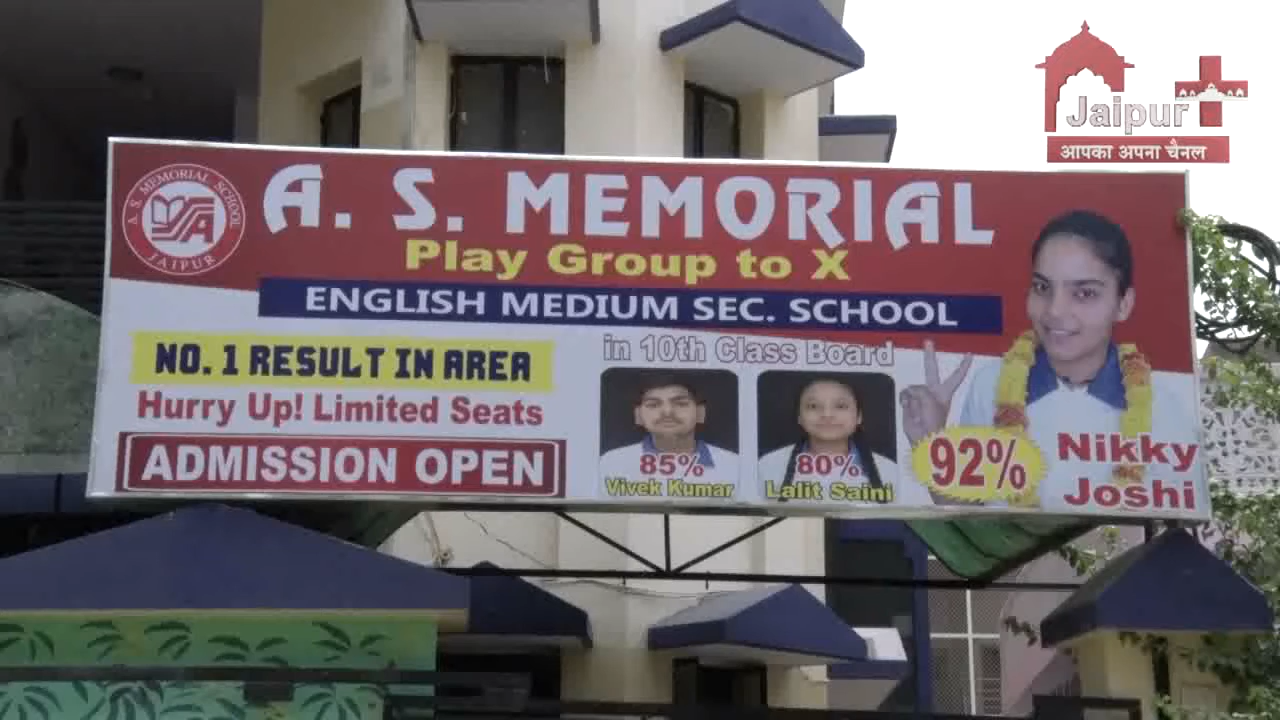 Jaipur
आपका अपना चैनल
A. S. MEMORIAL SCHOOL
JAIPUR
A. S. MEMORIAL
Play Group to X
ENGLISH MEDIUM SEC. SCHOOL
NO. 1 RESULT IN AREA
Hurry Up! Limited Seats
ADMISSION OPEN
in 10th Class Board
85%
Vivek Kumar
80%
Lalit Saini
92%
Nikky
Joshi